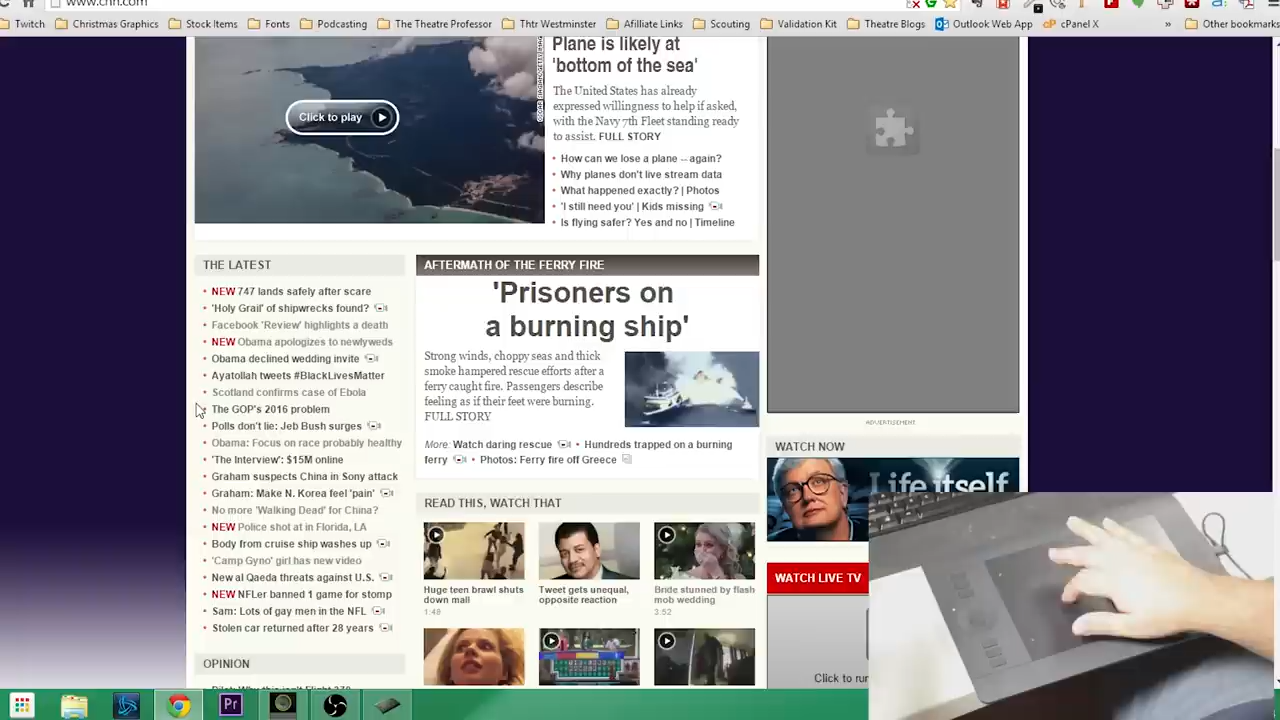 www.cnn.com
Twitch
Christmas Graphics
Stock Items
Fonts
Podcasting
The Theatre Professor
Thtr Westminster
Afilliate Links
Scouting
Validation Kit
Theatre Blogs
Outlook Web App
cPanel X
»
Other bookmarks
Click to play
Plane is likely at
'bottom of the sea'
The United States has already
expressed willingness to help if asked,
with the Navy 7th Fleet standing ready
to assist. FULL STORY
How can we lose a plane -- again?
Why planes don't live stream data
What happened exactly? | Photos
'I still need you' | Kids missing
Is flying safer? Yes and no | Timeline
THE LATEST
NEW 747 lands safely after scare
'Holy Grail' of shipwrecks found?
Facebook 'Review' highlights a death
NEW Obama apologizes to newlyweds
Obama declined wedding invite
Ayatollah tweets #BlackLivesMatter
Scotland confirms case of Ebola
The GOP's 2016 problem
Polls don't lie: Jeb Bush surges
Obama: Focus on race probably healthy
'The Interview': $15M online
Graham suspects China in Sony attack
Graham: Make N. Korea feel 'pain'
No more 'Walking Dead' for China?
NEW Police shot at in Florida, LA
Body from cruise ship washes up
'Camp Gyno' girl has new video
New al Qaeda threats against U.S.
NEW NFLer banned 1 game for stomp
Sam: Lots of gay men in the NFL
Stolen car returned after 28 years
OPINION
AFTERMATH OF THE FERRY FIRE
'Prisoners on
a burning ship'
Strong winds, choppy seas and thick
smoke hampered rescue efforts after a
ferry caught fire. Passengers describe
feeling as if their feet were burning.
FULL STORY
More: Watch daring rescue • Hundreds trapped on a burning
ferry • Photos: Ferry fire off Greece
READ THIS, WATCH THAT
Huge teen brawl shuts
down mall
1:48
Tweet gets unequal,
opposite reaction
Bride stunned by flash
mob wedding
3:52
ADVERTISEMENT
WATCH NOW
Life itself
WATCH LIVE TV
Click to run
Pr